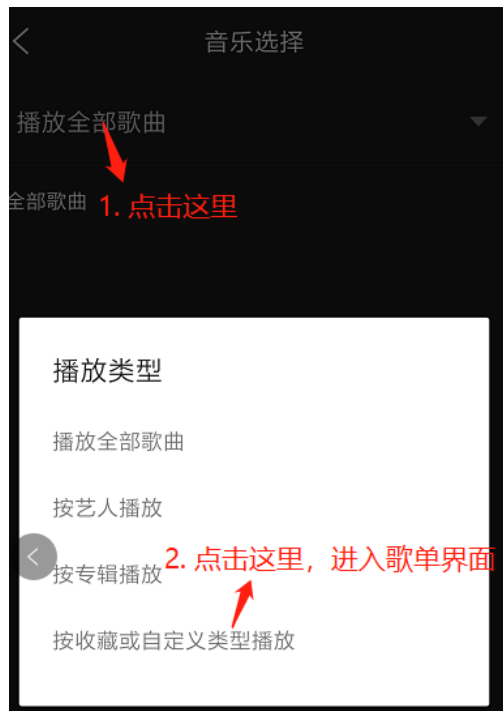 音乐选择
播放全部歌曲
全部歌曲
1. 点击这里
播放类型
播放全部歌曲
按艺人播放
2. 点击这里，进入歌单界面
按专辑播放
按收藏或自定义类型播放